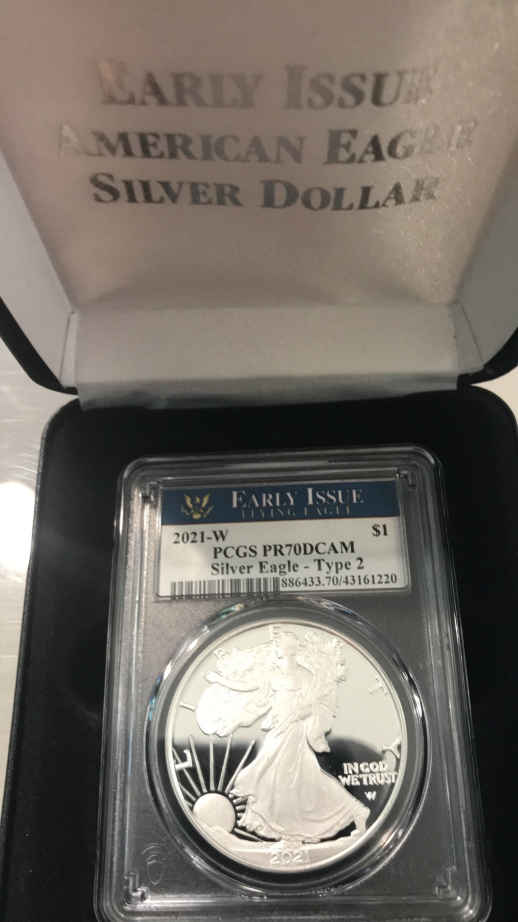 EARLY ISSUE
AMERICAN EAGLE
SILVER DOLLAR
EARLY ISSUE
FLYING EAGLE
2021-W $1
PCGS PR70DCAM
Silver Eagle - Type 2
886433.70/43161220
L I B E R T Y
IN GOD
WE TRUST
W
2021